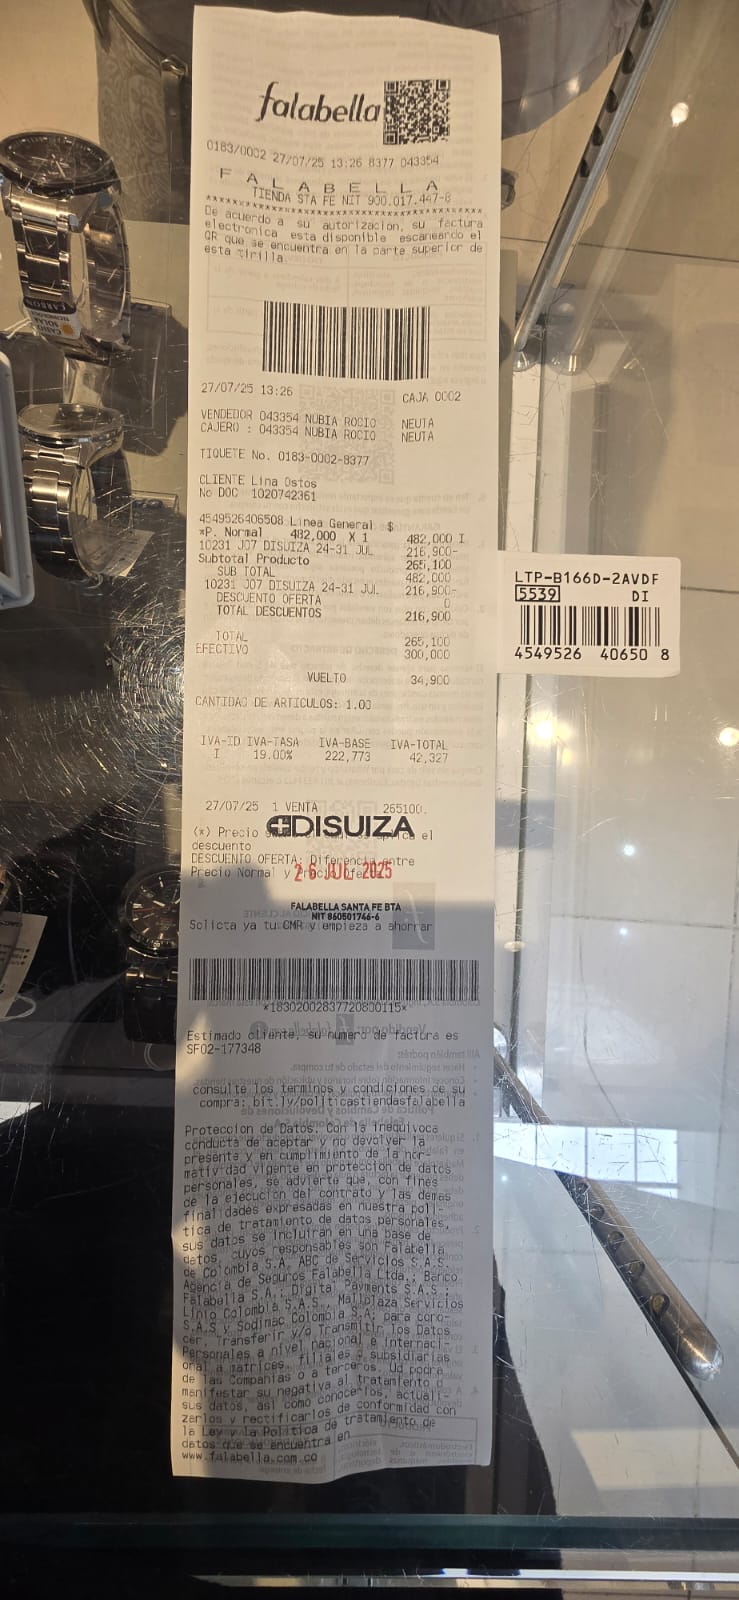 falabella
0183/0002 27/07/25 13:26 8377 043354
F A L A B E L L A
TIENDA STA FE NIT 900.017.447-8
De acuerdo a su autorizacion, su factura
electronica esta disponible escaneando el
QR que se encuentra en la parte superior de
esta tirilla.
27/07/25 13:26 CAJA 0002
VENDEDOR 043354 NUBIA ROCIO NEUTA
CAJERO : 043354 NUBIA ROCIO NEUTA
TIQUETE No. 0183-0002-8377
CLIENTE Lina Ostos
No DOC 1020742361
4549526406508 Linea General $
*P. Normal 482,000 X 1 482,000 I
10231 J07 DISUIZA 24-31 JUL 216,900-
Subtotal Producto 265,100
SUB TOTAL 482,000
10231 J07 DISUIZA 24-31 JUL 216,900-
DESCUENTO OFERTA 0
TOTAL DESCUENTOS 216,900
TOTAL 265,100
EFECTIVO 300,000
VUELTO 34,900
CANTIDAD DE ARTICULOS: 1.00
IVA-ID IVA-TASA IVA-BASE IVA-TOTAL
I 19.00% 222,773 42,327
27/07/25 1 VENTA 265100.
DISUIZA
(*) Precio el
descuento
DESCUENTO OFERTA: Diferencia entre
Precio Normal y
26 JUL 2025
FALABELLA SANTA FE BTA
NIT 860501746-6
Solicta ya tu CMR y empieza a ahorrar
*18302002837720800115*
Estimado cliente, su numero de factura es
SF02-177348
consulte los terminos y condiciones de su
compra: bit.ly/politicastiendasfalabella
Proteccion de Datos. Con la inequivoca
conducta de aceptar y no devolver la
presente y en cumplimiento de la nor-
matividad vigente en proteccion de datos
personales, se advierte que, con fines
de la ejecucion del contrato y las demas
finalidades expresadas en nuestra poli-
tica de tratamiento de datos personales,
sus datos se incluiran en una base de
datos, cuyos responsables son Falabella
de Colombia S.A. ABC de Servicios S.A.S.
Agencia de Seguros Falabella Ltda.; Banco
Falabella S.A.; Digital Payments S.A.S.;
Linio Colombia S.A.S., Mallplaza Servicios
S.A.S. y Sodimac Colombia S.A; para cono-
cer, Transferir y/o Transmitir los Datos
Personales a nivel nacional e internaci-
onal a matrices, filiales o subsidiarias
de las Companias o a terceros. Ud podra
manifestar su negativa al tratamiento d
sus datos, asi como conocerlos, actuali-
zarlos y rectificarlos de conformidad con
la Ley y la Politica de tratamiento de
datos que se encuentra en
www.falabella.com.co
LTP-B166D-2AVDF
5539 DI
4549526 40650 8